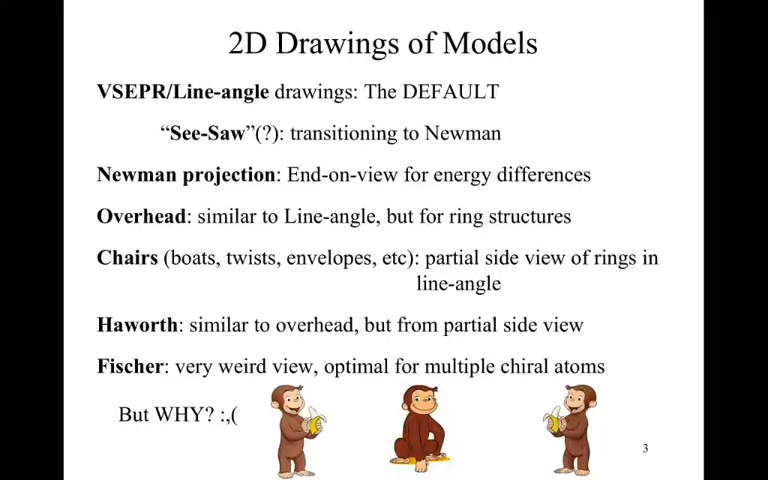 2D Drawings of Models
VSEPR/Line-angle drawings: The DEFAULT
“See-Saw”(?): transitioning to Newman
Newman projection: End-on-view for energy differences
Overhead: similar to Line-angle, but for ring structures
Chairs (boats, twists, envelopes, etc): partial side view of rings in
line-angle
Haworth: similar to overhead, but from partial side view
Fischer: very weird view, optimal for multiple chiral atoms
But WHY? :,(
3